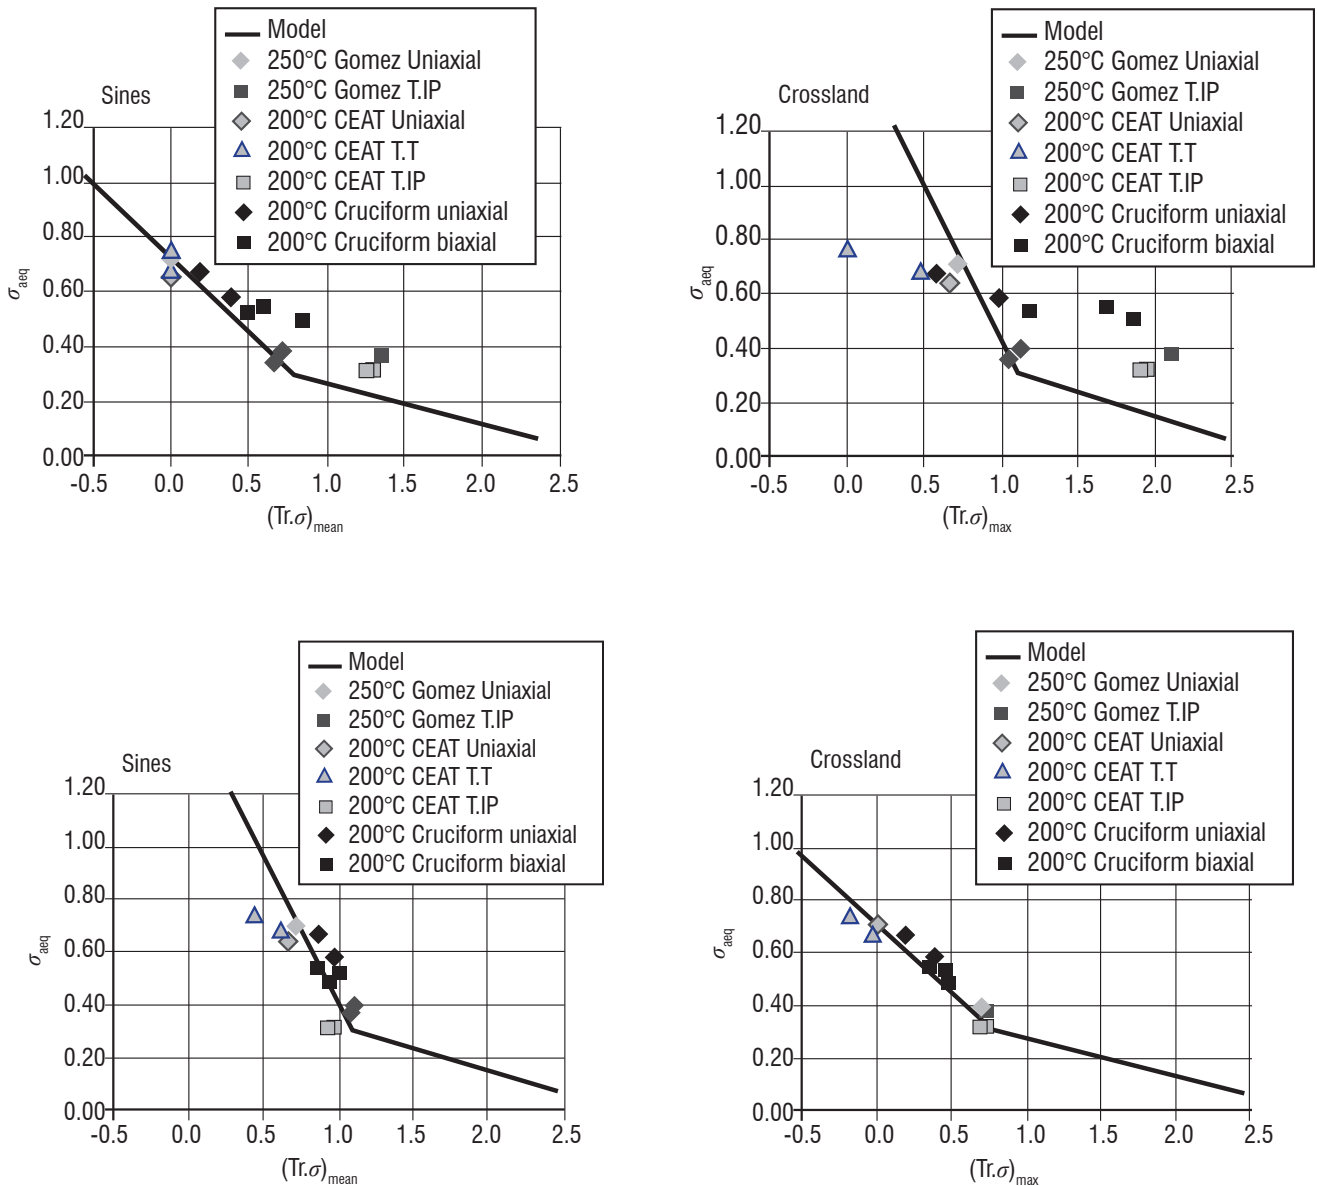 Sines
Model
250°C Gomez Uniaxial
250°C Gomez T.IP
200°C CEAT Uniaxial
200°C CEAT T.T
200°C CEAT T.IP
200°C Cruciform uniaxial
200°C Cruciform biaxial
1.20
1.00
0.80
0.60
0.40
0.20
0.00
σaeq
-0.5 0.0 0.5 1.0 1.5 2.0 2.5
(Tr.σ)mean
Crossland
Model
250°C Gomez Uniaxial
250°C Gomez T.IP
200°C CEAT Uniaxial
200°C CEAT T.T
200°C CEAT T.IP
200°C Cruciform uniaxial
200°C Cruciform biaxial
1.20
1.00
0.80
0.60
0.40
0.20
0.00
σaeq
-0.5 0.0 0.5 1.0 1.5 2.0 2.5
(Tr.σ)max
Sines
Model
250°C Gomez Uniaxial
250°C Gomez T.IP
200°C CEAT Uniaxial
200°C CEAT T.T
200°C CEAT T.IP
200°C Cruciform uniaxial
200°C Cruciform biaxial
1.20
1.00
0.80
0.60
0.40
0.20
0.00
σaeq
-0.5 0.0 0.5 1.0 1.5 2.0 2.5
(Tr.σ)mean
Crossland
Model
250°C Gomez Uniaxial
250°C Gomez T.IP
200°C CEAT Uniaxial
200°C CEAT T.T
200°C CEAT T.IP
200°C Cruciform uniaxial
200°C Cruciform biaxial
1.20
1.00
0.80
0.60
0.40
0.20
0.00
σaeq
-0.5 0.0 0.5 1.0 1.5 2.0 2.5
(Tr.σ)max